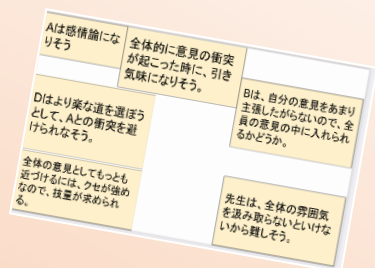 Aは感情論にな
りそう
全体的に意見の衝突
が起こった時に、引き
気味になりそう。
Bは、自分の意見をあまり
主張したがらないので、全
員の意見の中に入れられ
るかどうか。
Dはより楽な道を選ぼう
として、Aとの衝突を避
けられなそう。
全体の意見としてもっとも
近づけるには、クセが強め
なので、技量が求められ
る。
先生は、全体の雰囲気
を汲み取らないといけな
いから難しそう。